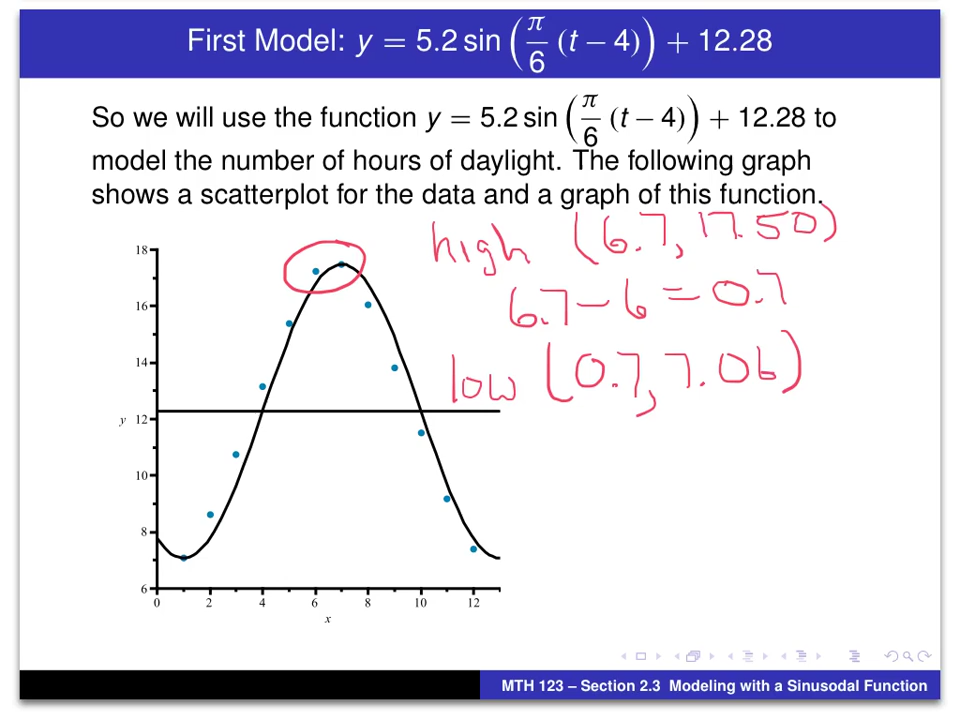 First Model: y = 5.2 sin (π/6 (t − 4)) + 12.28
So we will use the function y = 5.2 sin (π/6 (t − 4)) + 12.28 to
model the number of hours of daylight. The following graph
shows a scatterplot for the data and a graph of this function.
high (6.7, 17.50)
6.7 − 6 = 0.7
low (0.7, 7.06)
18
16
14
y 12
10
8
6
0 2 4 6 8 10 12
x
MTH 123 – Section 2.3 Modeling with a Sinusodal Function